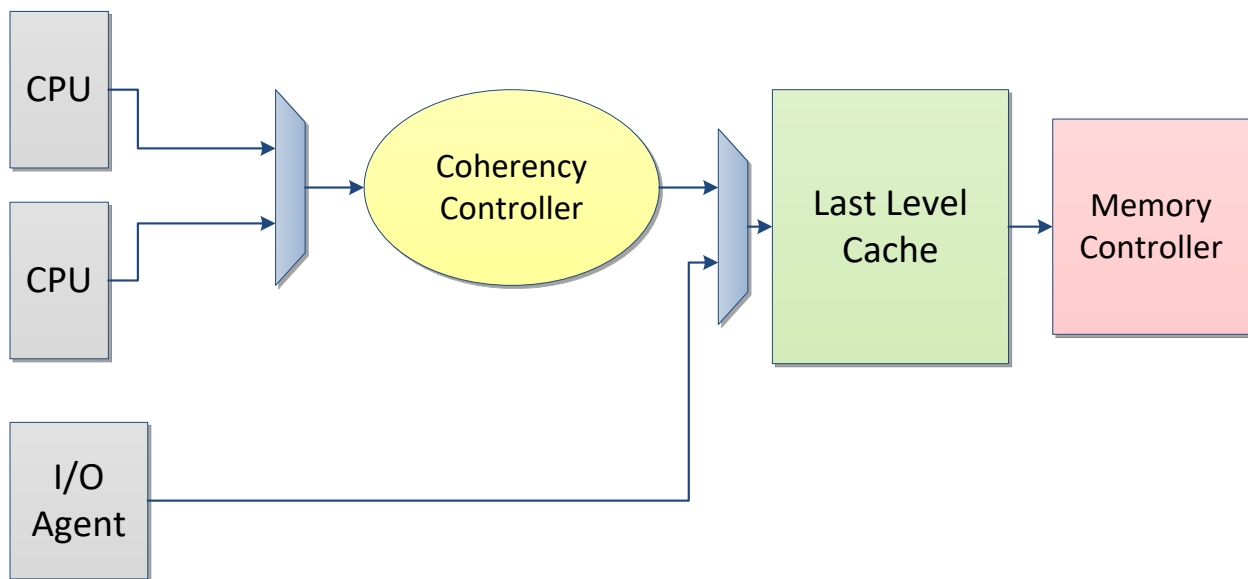 CPU
CPU
I/O
Agent
Coherency
Controller
Last Level
Cache
Memory
Controller